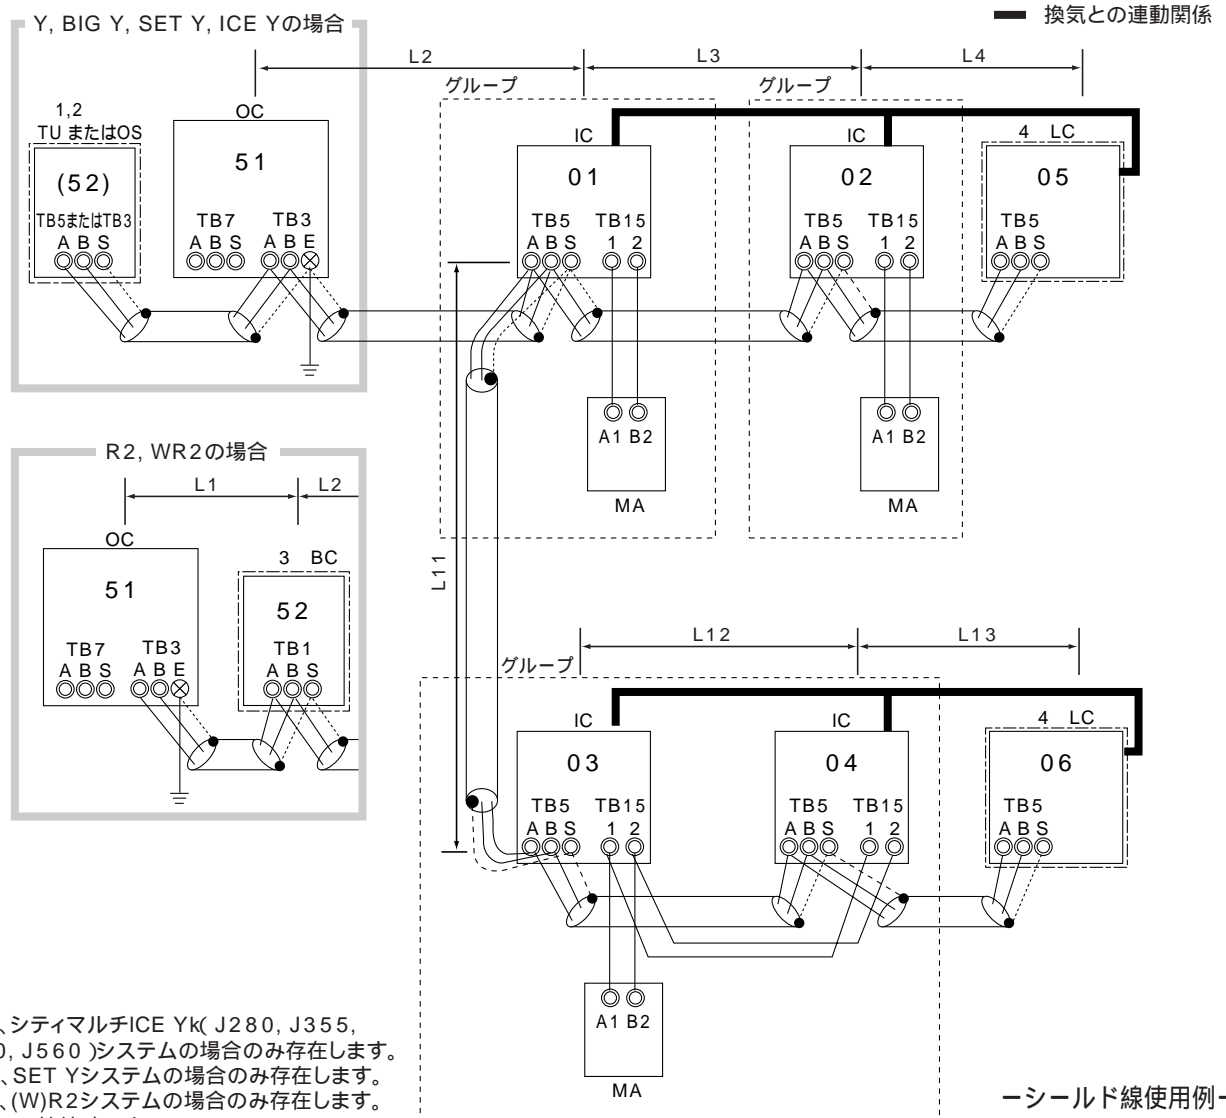 換気との連動関係
Y, BIG Y, SET Y, ICE Yの場合
L2
L3
L4
グループ
グループ
1,2
TU またはOS
OC
IC
IC
4 LC
(52)
51
01
02
05
TB5またはTB3
TB7 TB3
TB5 TB15
TB5 TB15
TB5
A B S
A B S A B E
A B S 1 2
A B S 1 2
A B S
A1 B2
A1 B2
MA
MA
R2, WR2の場合
L1
L2
OC
3 BC
51
52
TB7 TB3
TB1
A B S A B E
A B S
L11
L12
L13
グループ
IC
IC
4 LC
03
04
06
TB5 TB15
TB5 TB15
TB5
A B S 1 2
A B S 1 2
A B S
A1 B2
MA
、シティマルチICE Yk( J280, J355,
0, J560 )システムの場合のみ存在します。
、SET Yシステムの場合のみ存在します。
、(W)R2システムの場合のみ存在します。
ーシールド線使用例-